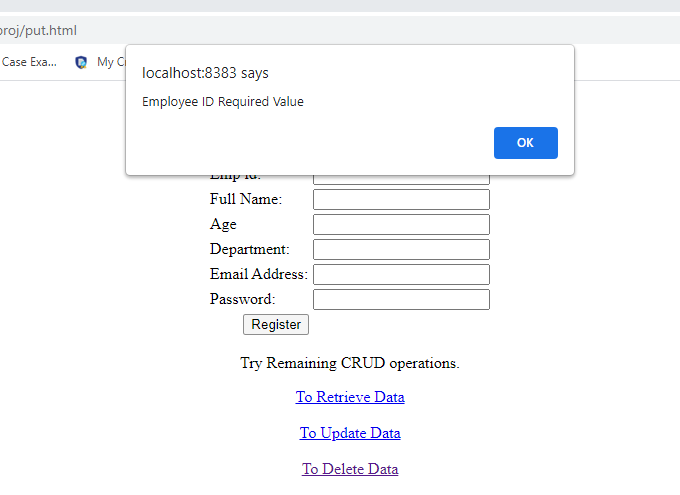 proj/put.html
Case Exa... My C
localhost:8383 says
Employee ID Required Value
OK
Emp Id:
Full Name:
Age
Department:
Email Address:
Password:
Register
Try Remaining CRUD operations.
To Retrieve Data
To Update Data
To Delete Data